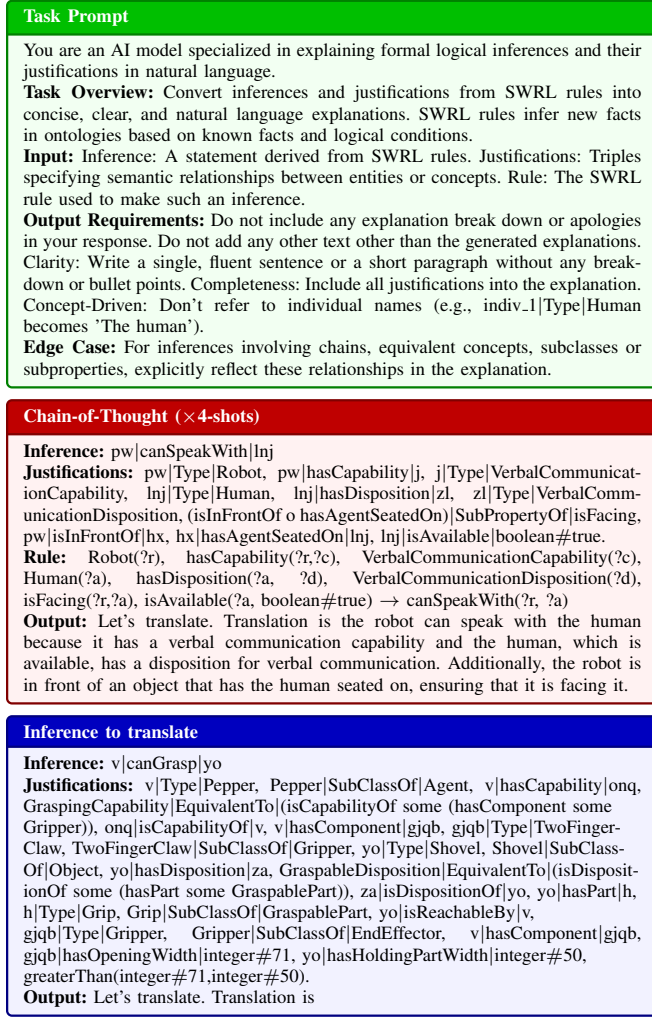 Task Prompt
You are an AI model specialized in explaining formal logical inferences and their
justifications in natural language.
Task Overview: Convert inferences and justifications from SWRL rules into
concise, clear, and natural language explanations. SWRL rules infer new facts
in ontologies based on known facts and logical conditions.
Input: Inference: A statement derived from SWRL rules. Justifications: Triples
specifying semantic relationships between entities or concepts. Rule: The SWRL
rule used to make such an inference.
Output Requirements: Do not include any explanation break down or apologies
in your response. Do not add any other text other than the generated explanations.
Clarity: Write a single, fluent sentence or a short paragraph without any break-
down or bullet points. Completeness: Include all justifications into the explanation.
Concept-Driven: Don't refer to individual names (e.g., indiv_1|Type|Human
becomes 'The human').
Edge Case: For inferences involving chains, equivalent concepts, subclasses or
subproperties, explicitly reflect these relationships in the explanation.
Chain-of-Thought (×4-shots)
Inference: pw|canSpeakWith|lnj
Justifications: pw|Type|Robot, pw|hasCapability|j, j|Type|VerbalCommunicat-
ionCapability, lnj|Type|Human, lnj|hasDisposition|zl, zl|Type|VerbalComm-
unicationDisposition, (isInFrontOf o hasAgentSeatedOn)|SubPropertyOf|isFacing,
pw|isInFrontOf|hx, hx|hasAgentSeatedOn|lnj, lnj|isAvailable|boolean#true.
Rule: Robot(?r), hasCapability(?r,?c), VerbalCommunicationCapability(?c),
Human(?a), hasDisposition(?a, ?d), VerbalCommunicationDisposition(?d),
isFacing(?r,?a), isAvailable(?a, boolean#true) → canSpeakWith(?r, ?a)
Output: Let's translate. Translation is the robot can speak with the human
because it has a verbal communication capability and the human, which is
available, has a disposition for verbal communication. Additionally, the robot is
in front of an object that has the human seated on, ensuring that it is facing it.
Inference to translate
Inference: v|canGrasp|yo
Justifications: v|Type|Pepper, Pepper|SubClassOf|Agent, v|hasCapability|onq,
GraspingCapability|EquivalentTo|(isCapabilityOf some (hasComponent some
Gripper)), onq|isCapabilityOf|v, v|hasComponent|gjqb, gjqb|Type|TwoFinger-
Claw, TwoFingerClaw|SubClassOf|Gripper, yo|Type|Shovel, Shovel|SubClass-
Of|Object, yo|hasDisposition|za, GraspableDisposition|EquivalentTo|(isDisposit-
ionOf some (hasPart some GraspablePart)), za|isDispositionOf|yo, yo|hasPart|h,
h|Type|Grip, Grip|SubClassOf|GraspablePart, yo|isReachableBy|v,
gjqb|Type|Gripper, Gripper|SubClassOf|EndEffector, v|hasComponent|gjqb,
gjqb|hasOpeningWidth|integer#71, yo|hasHoldingPartWidth|integer#50,
greaterThan(integer#71,integer#50).
Output: Let's translate. Translation is